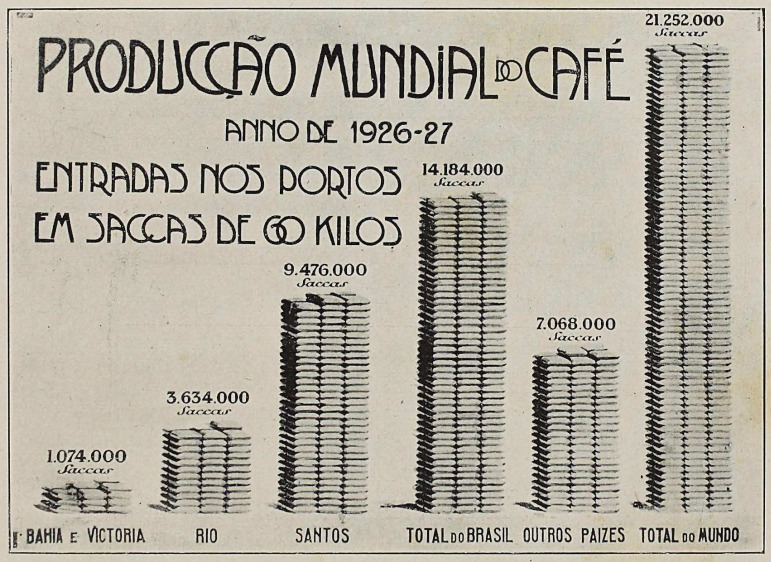 PRODUCÇÃO MUNDIAL DO CAFÉ
ANNO DE 1926-27
ENTRADAS NOS PORTOS
EM SACCAS DE 60 KILOS
1.074.000
Saccas
3.634.000
Saccas
9.476.000
Saccas
14.184.000
Saccas
7.068.000
Saccas
21.252.000
Saccas
BAHIA E VICTORIA RIO SANTOS TOTAL DO BRASIL OUTROS PAIZES TOTAL DO MUNDO